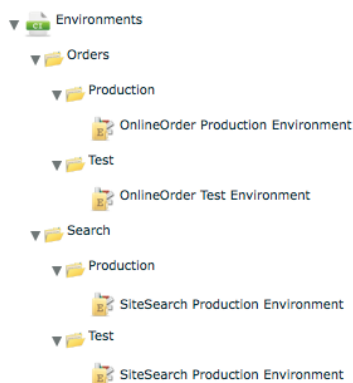 Environments
Orders
Production
OnlineOrder Production Environment
Test
OnlineOrder Test Environment
Search
Production
SiteSearch Production Environment
Test
SiteSearch Production Environment